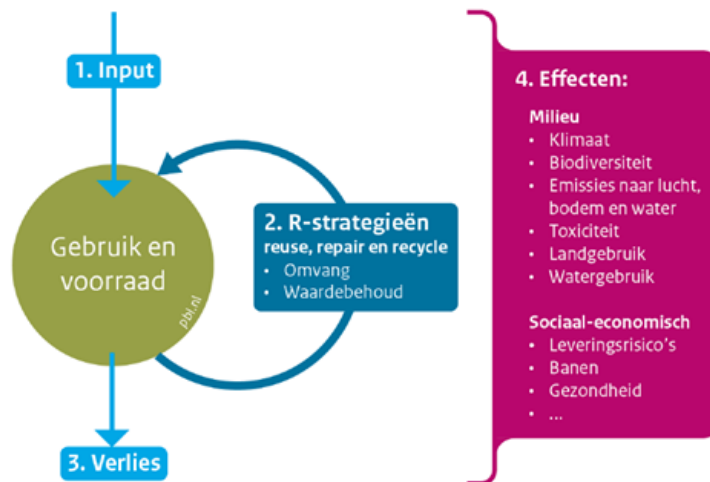 1. Input
Gebruik en
voorraad
pbl.nl
2. R-strategieën
reuse, repair en recycle
• Omvang
• Waardebehoud
3. Verlies
4. Effecten:
Milieu
• Klimaat
• Biodiversiteit
• Emissies naar lucht,
bodem en water
• Toxiciteit
• Landgebruik
• Watergebruik
Sociaal-economisch
• Leveringsrisico's
• Banen
• Gezondheid
• ...